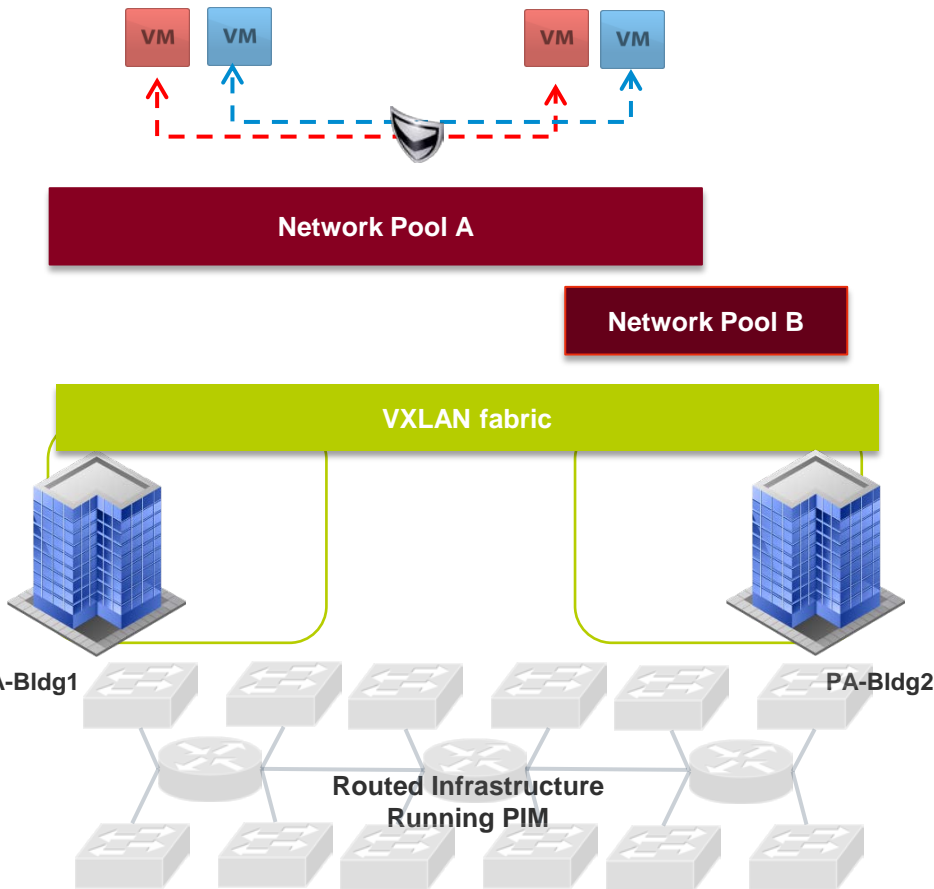 VM
VM
VM
VM
Network Pool A
Network Pool B
VXLAN fabric
A-Bldg1
PA-Bldg2
Routed Infrastructure
Running PIM